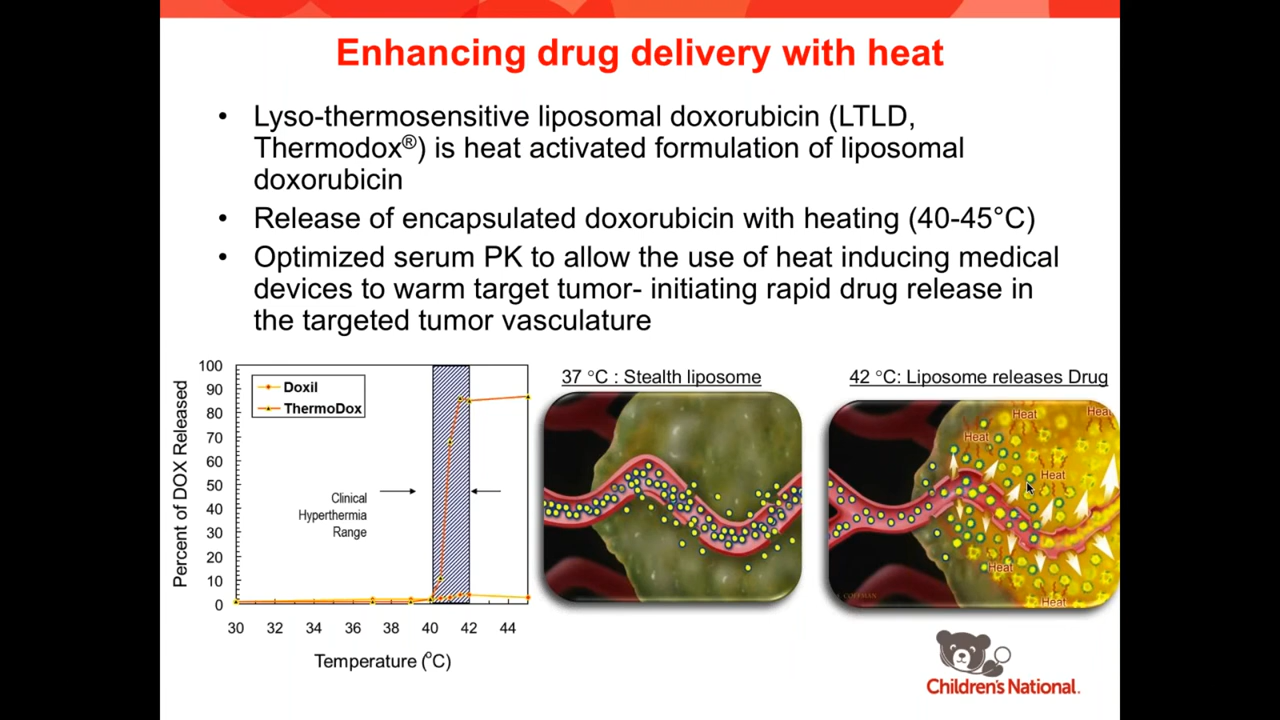 Enhancing drug delivery with heat
• Lyso-thermosensitive liposomal doxorubicin (LTLD,
Thermodox®) is heat activated formulation of liposomal
doxorubicin
• Release of encapsulated doxorubicin with heating (40-45°C)
• Optimized serum PK to allow the use of heat inducing medical
devices to warm target tumor- initiating rapid drug release in
the targeted tumor vasculature
Percent of DOX Released
100
90
80
70
60
50
40
30
20
10
0
Doxil
ThermoDox
Clinical
Hyperthermia
Range
30 32 34 36 38 40 42 44
Temperature (°C)
37 °C : Stealth liposome
42 °C: Liposome releases Drug
Heat
Heat
Heat
Heat
Heat
Heat
Children's National.